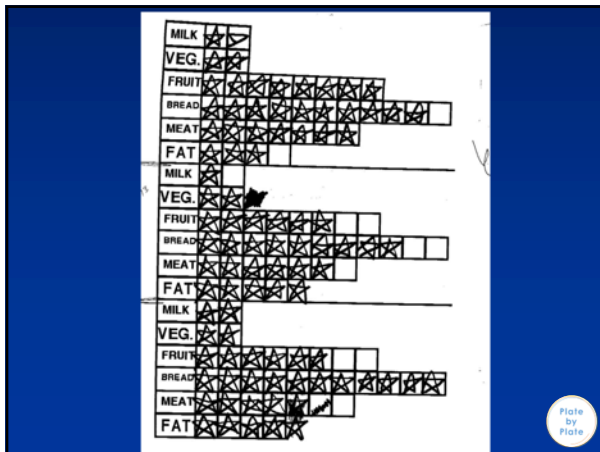 MILK
VEG.
FRUIT
BREAD
MEAT
FAT
MILK
VEG.
FRUIT
BREAD
MEAT
FAT
MILK
VEG.
FRUIT
BREAD
MEAT
FAT
Plate
by
Plate